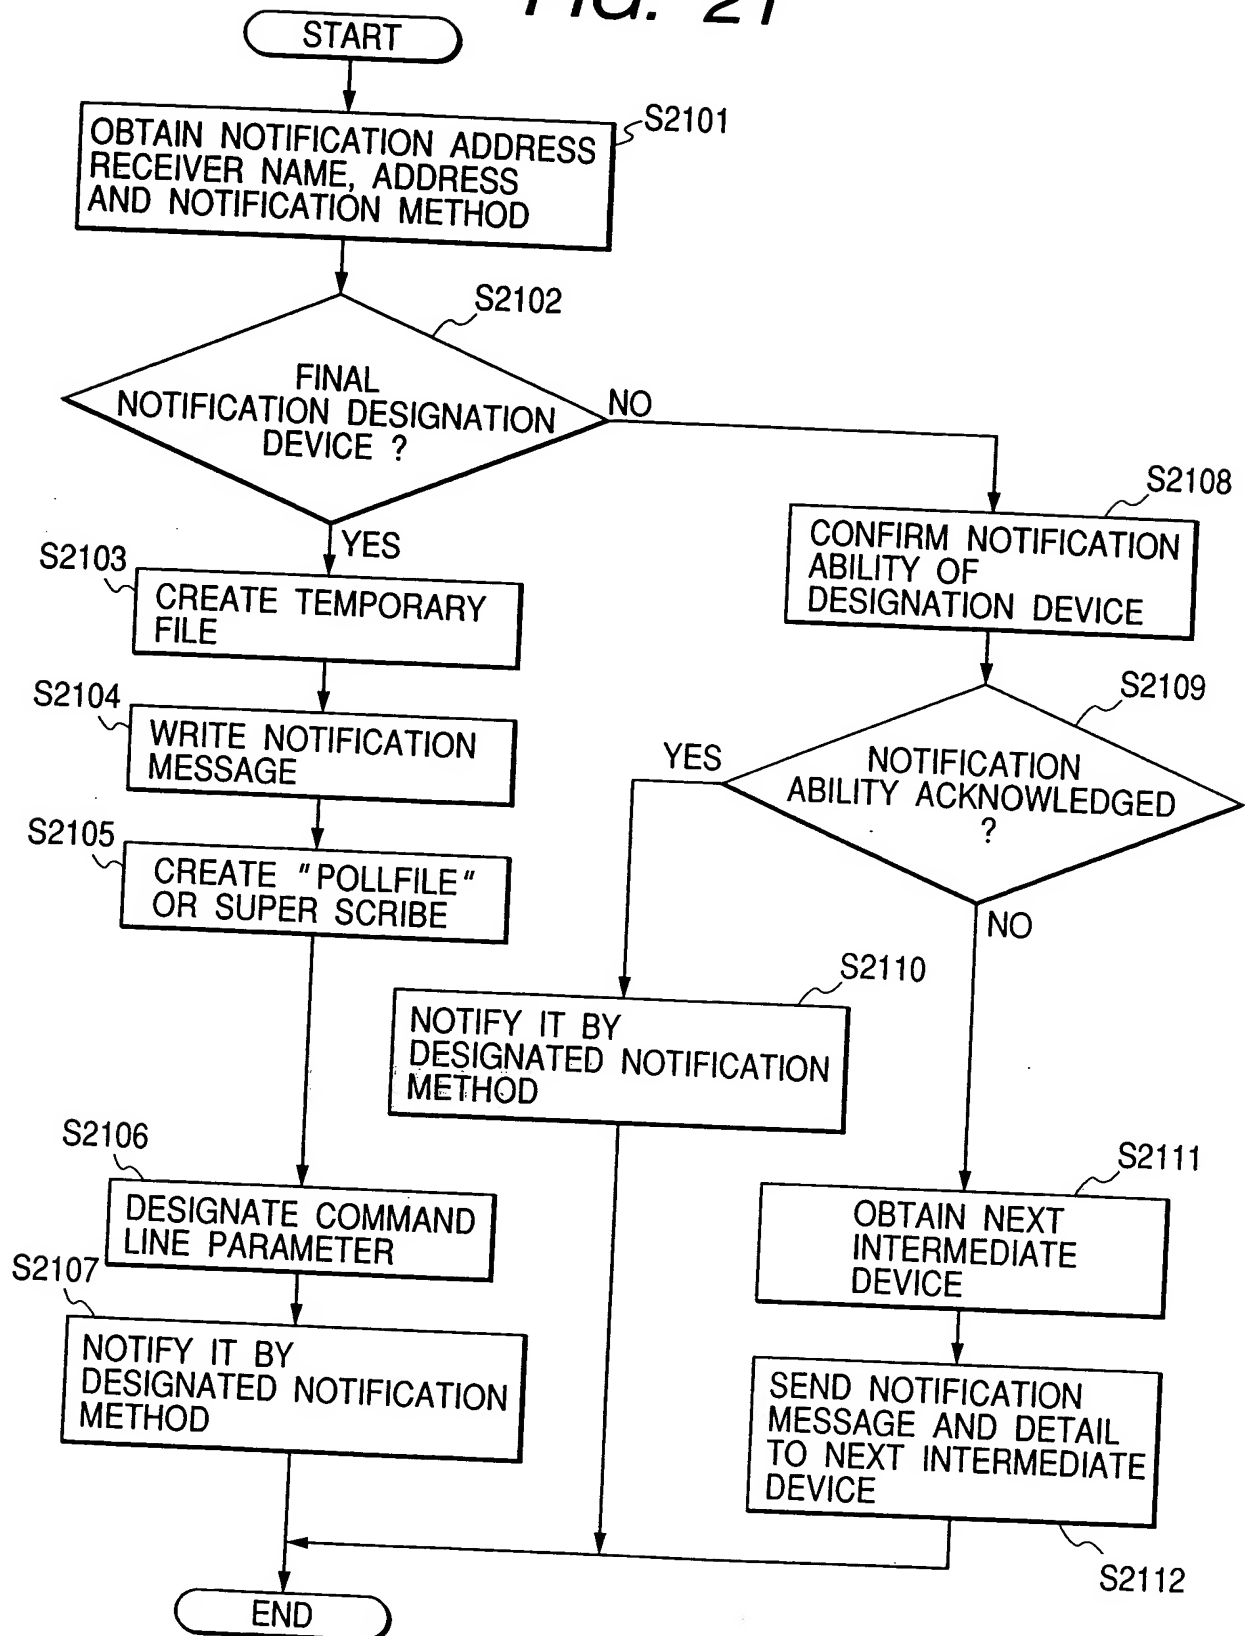 FIG. 21
START
S2101
OBTAIN NOTIFICATION ADDRESS
RECEIVER NAME, ADDRESS
AND NOTIFICATION METHOD
S2102
FINAL
NOTIFICATION DESIGNATION
DEVICE ?
NO
YES
S2103
CREATE TEMPORARY
FILE
S2104
WRITE NOTIFICATION
MESSAGE
S2105
CREATE "POLLFILE"
OR SUPER SCRIBE
S2106
DESIGNATE COMMAND
LINE PARAMETER
S2107
NOTIFY IT BY
DESIGNATED NOTIFICATION
METHOD
S2108
CONFIRM NOTIFICATION
ABILITY OF
DESIGNATION DEVICE
S2109
NOTIFICATION
ABILITY ACKNOWLEDGED
?
YES
NO
S2110
NOTIFY IT BY
DESIGNATED NOTIFICATION
METHOD
S2111
OBTAIN NEXT
INTERMEDIATE
DEVICE
SEND NOTIFICATION
MESSAGE AND DETAIL
TO NEXT INTERMEDIATE
DEVICE
S2112
END